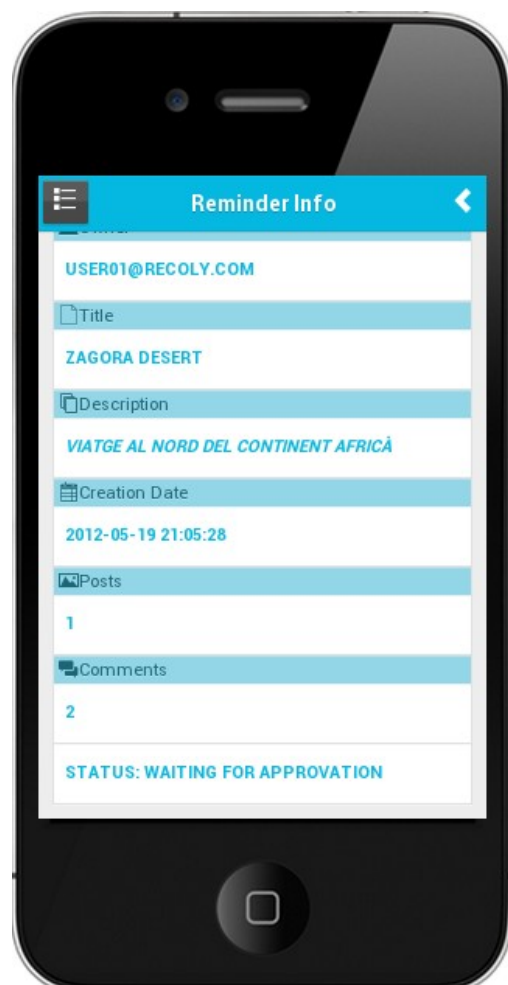 Reminder Info
USER01@RECOLY.COM
Title
ZAGORA DESERT
Description
VIATGE AL NORD DEL CONTINENT AFRICÀ
Creation Date
2012-05-19 21:05:28
Posts
1
Comments
2
STATUS: WAITING FOR APPROVATION